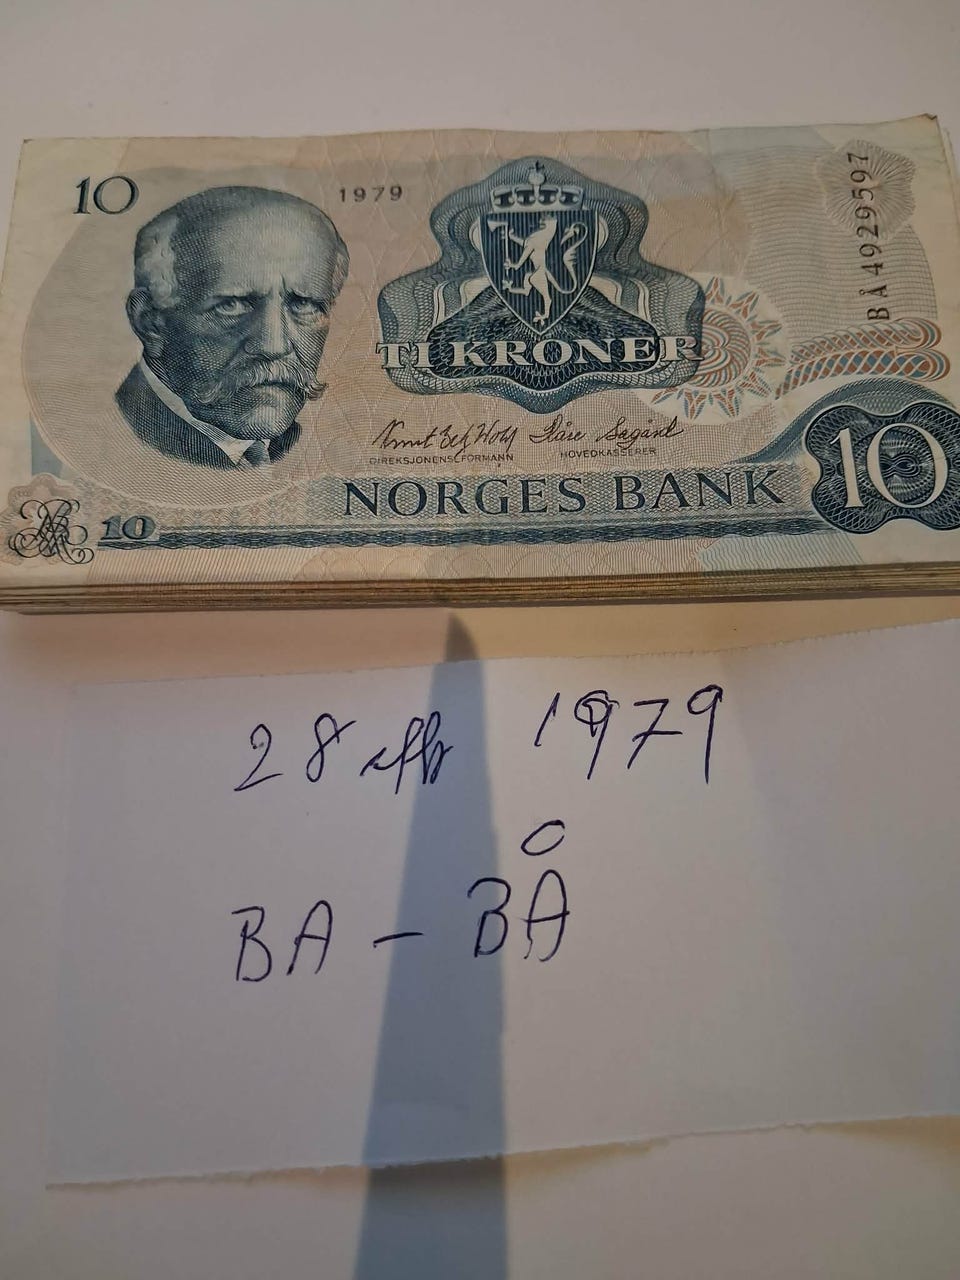 10
1979
BÅ 4929597
TI KRONER
Knut Getz Wold
Kåre Sagård
DIREKSJONENS FORMANN
HOVEDKASSERER
10
NORGES BANK
10
28 stk 1979
BA - BÅ